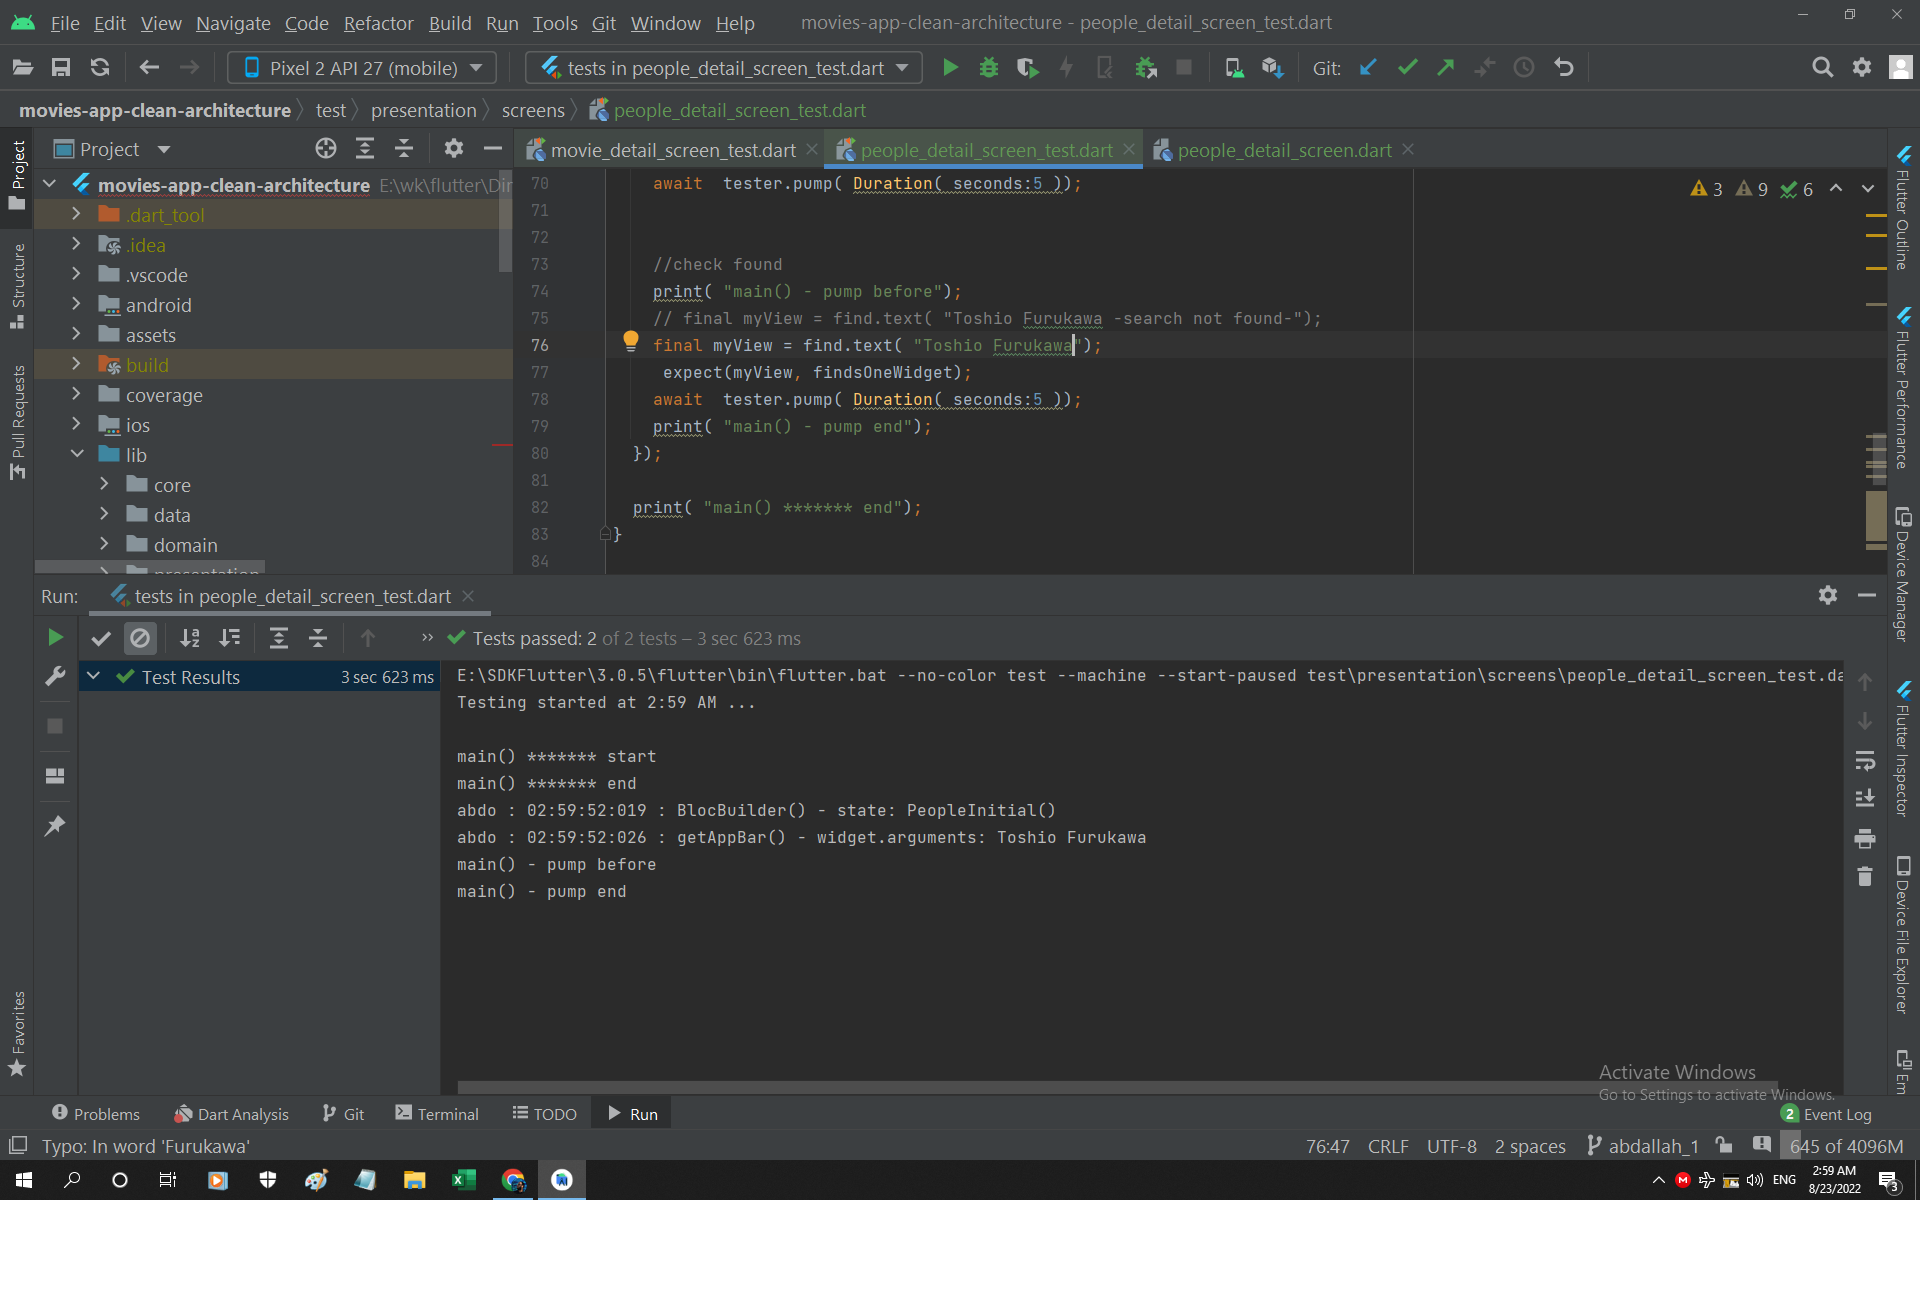 File Edit View Navigate Code Refactor Build Run Tools Git Window Help movies-app-clean-architecture - people_detail_screen_test.dart
Pixel 2 API 27 (mobile) tests in people_detail_screen_test.dart Git:
movies-app-clean-architecture test presentation screens people_detail_screen_test.dart
Project movie_detail_screen_test.dart people_detail_screen_test.dart people_detail_screen.dart
movies-app-clean-architecture E:\wk\flutter\Dir
.dart_tool
.idea
.vscode
android
assets
build
coverage
ios
lib
core
data
domain
presentation
70 await tester.pump( Duration( seconds:5 ));
71
72
73 //check found
74 print( "main() - pump before");
75 // final myView = find.text( "Toshio Furukawa -search not found-");
76 final myView = find.text( "Toshio Furukawa");
77 expect(myView, findsOneWidget);
78 await tester.pump( Duration( seconds:5 ));
79 print( "main() - pump end");
80 });
81
82 print( "main() ******* end");
83 }
84
3 9 6
Project
Structure
Pull Requests
Favorites
Flutter Outline
Flutter Performance
Device Manager
Flutter Inspector
Device File Explorer
Em
Run: tests in people_detail_screen_test.dart
» Tests passed: 2 of 2 tests – 3 sec 623 ms
Test Results 3 sec 623 ms
E:\SDKFlutter\3.0.5\flutter\bin\flutter.bat --no-color test --machine --start-paused test\presentation\screens\people_detail_screen_test.da
Testing started at 2:59 AM ...
main() ******* start
main() ******* end
abdo : 02:59:52:019 : BlocBuilder() - state: PeopleInitial()
abdo : 02:59:52:026 : getAppBar() - widget.arguments: Toshio Furukawa
main() - pump before
main() - pump end
Activate Windows
Go to Settings to activate Windows.
Problems Dart Analysis Git Terminal TODO Run 2 Event Log
Typo: In word 'Furukawa' 76:47 CRLF UTF-8 2 spaces abdallah_1 645 of 4096M
ENG 2:59 AM
8/23/2022 3